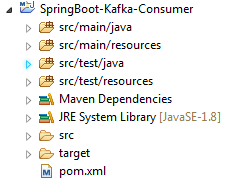 SpringBoot-Kafka-Consumer
src/main/java
src/main/resources
src/test/java
src/test/resources
Maven Dependencies
JRE System Library [JavaSE-1.8]
src
target
pom.xml